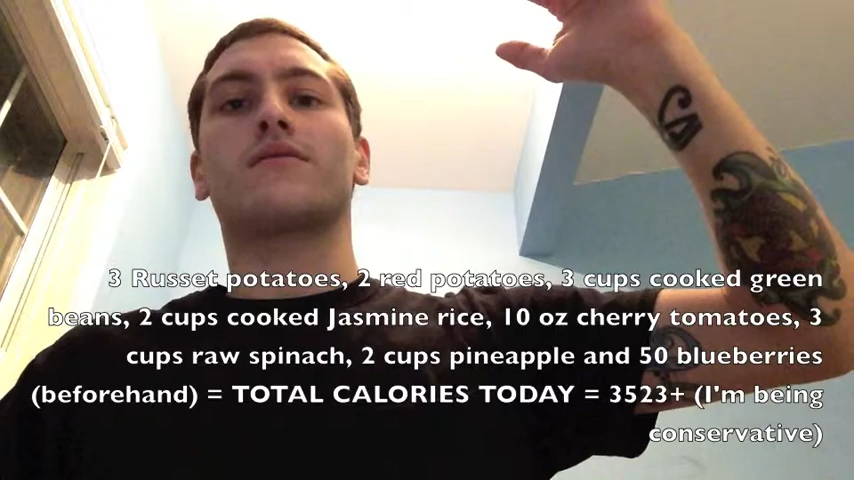 3 Russet potatoes, 2 red potatoes, 3 cups cooked green
beans, 2 cups cooked Jasmine rice, 10 oz cherry tomatoes, 3
cups raw spinach, 2 cups pineapple and 50 blueberries
(beforehand) = TOTAL CALORIES TODAY = 3523+ (I'm being
conservative)